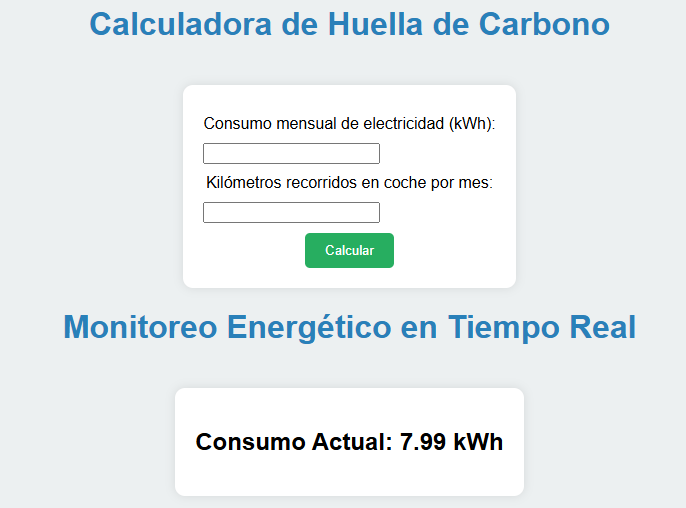 Calculadora de Huella de Carbono
Consumo mensual de electricidad (kWh):
Kilómetros recorridos en coche por mes:
Calcular
Monitoreo Energético en Tiempo Real
Consumo Actual: 7.99 kWh